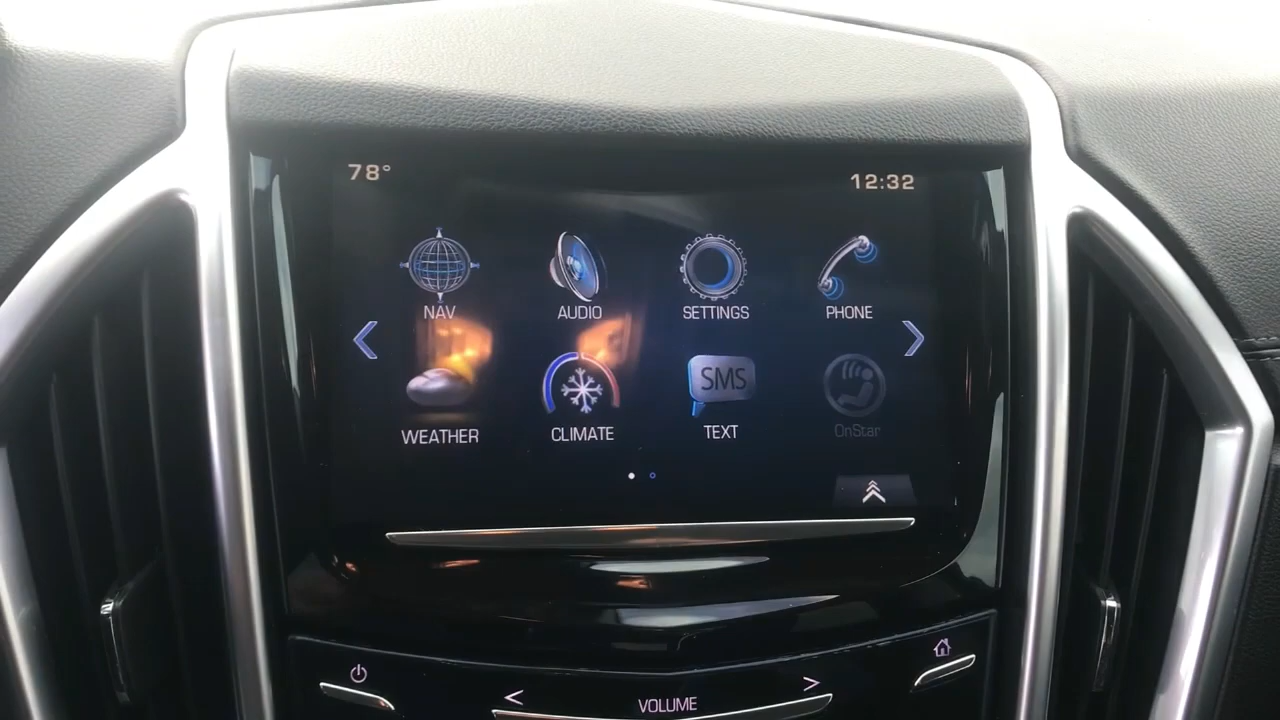 78°
12:32
NAV
AUDIO
SETTINGS
PHONE
SMS
WEATHER
CLIMATE
TEXT
OnStar
VOLUME